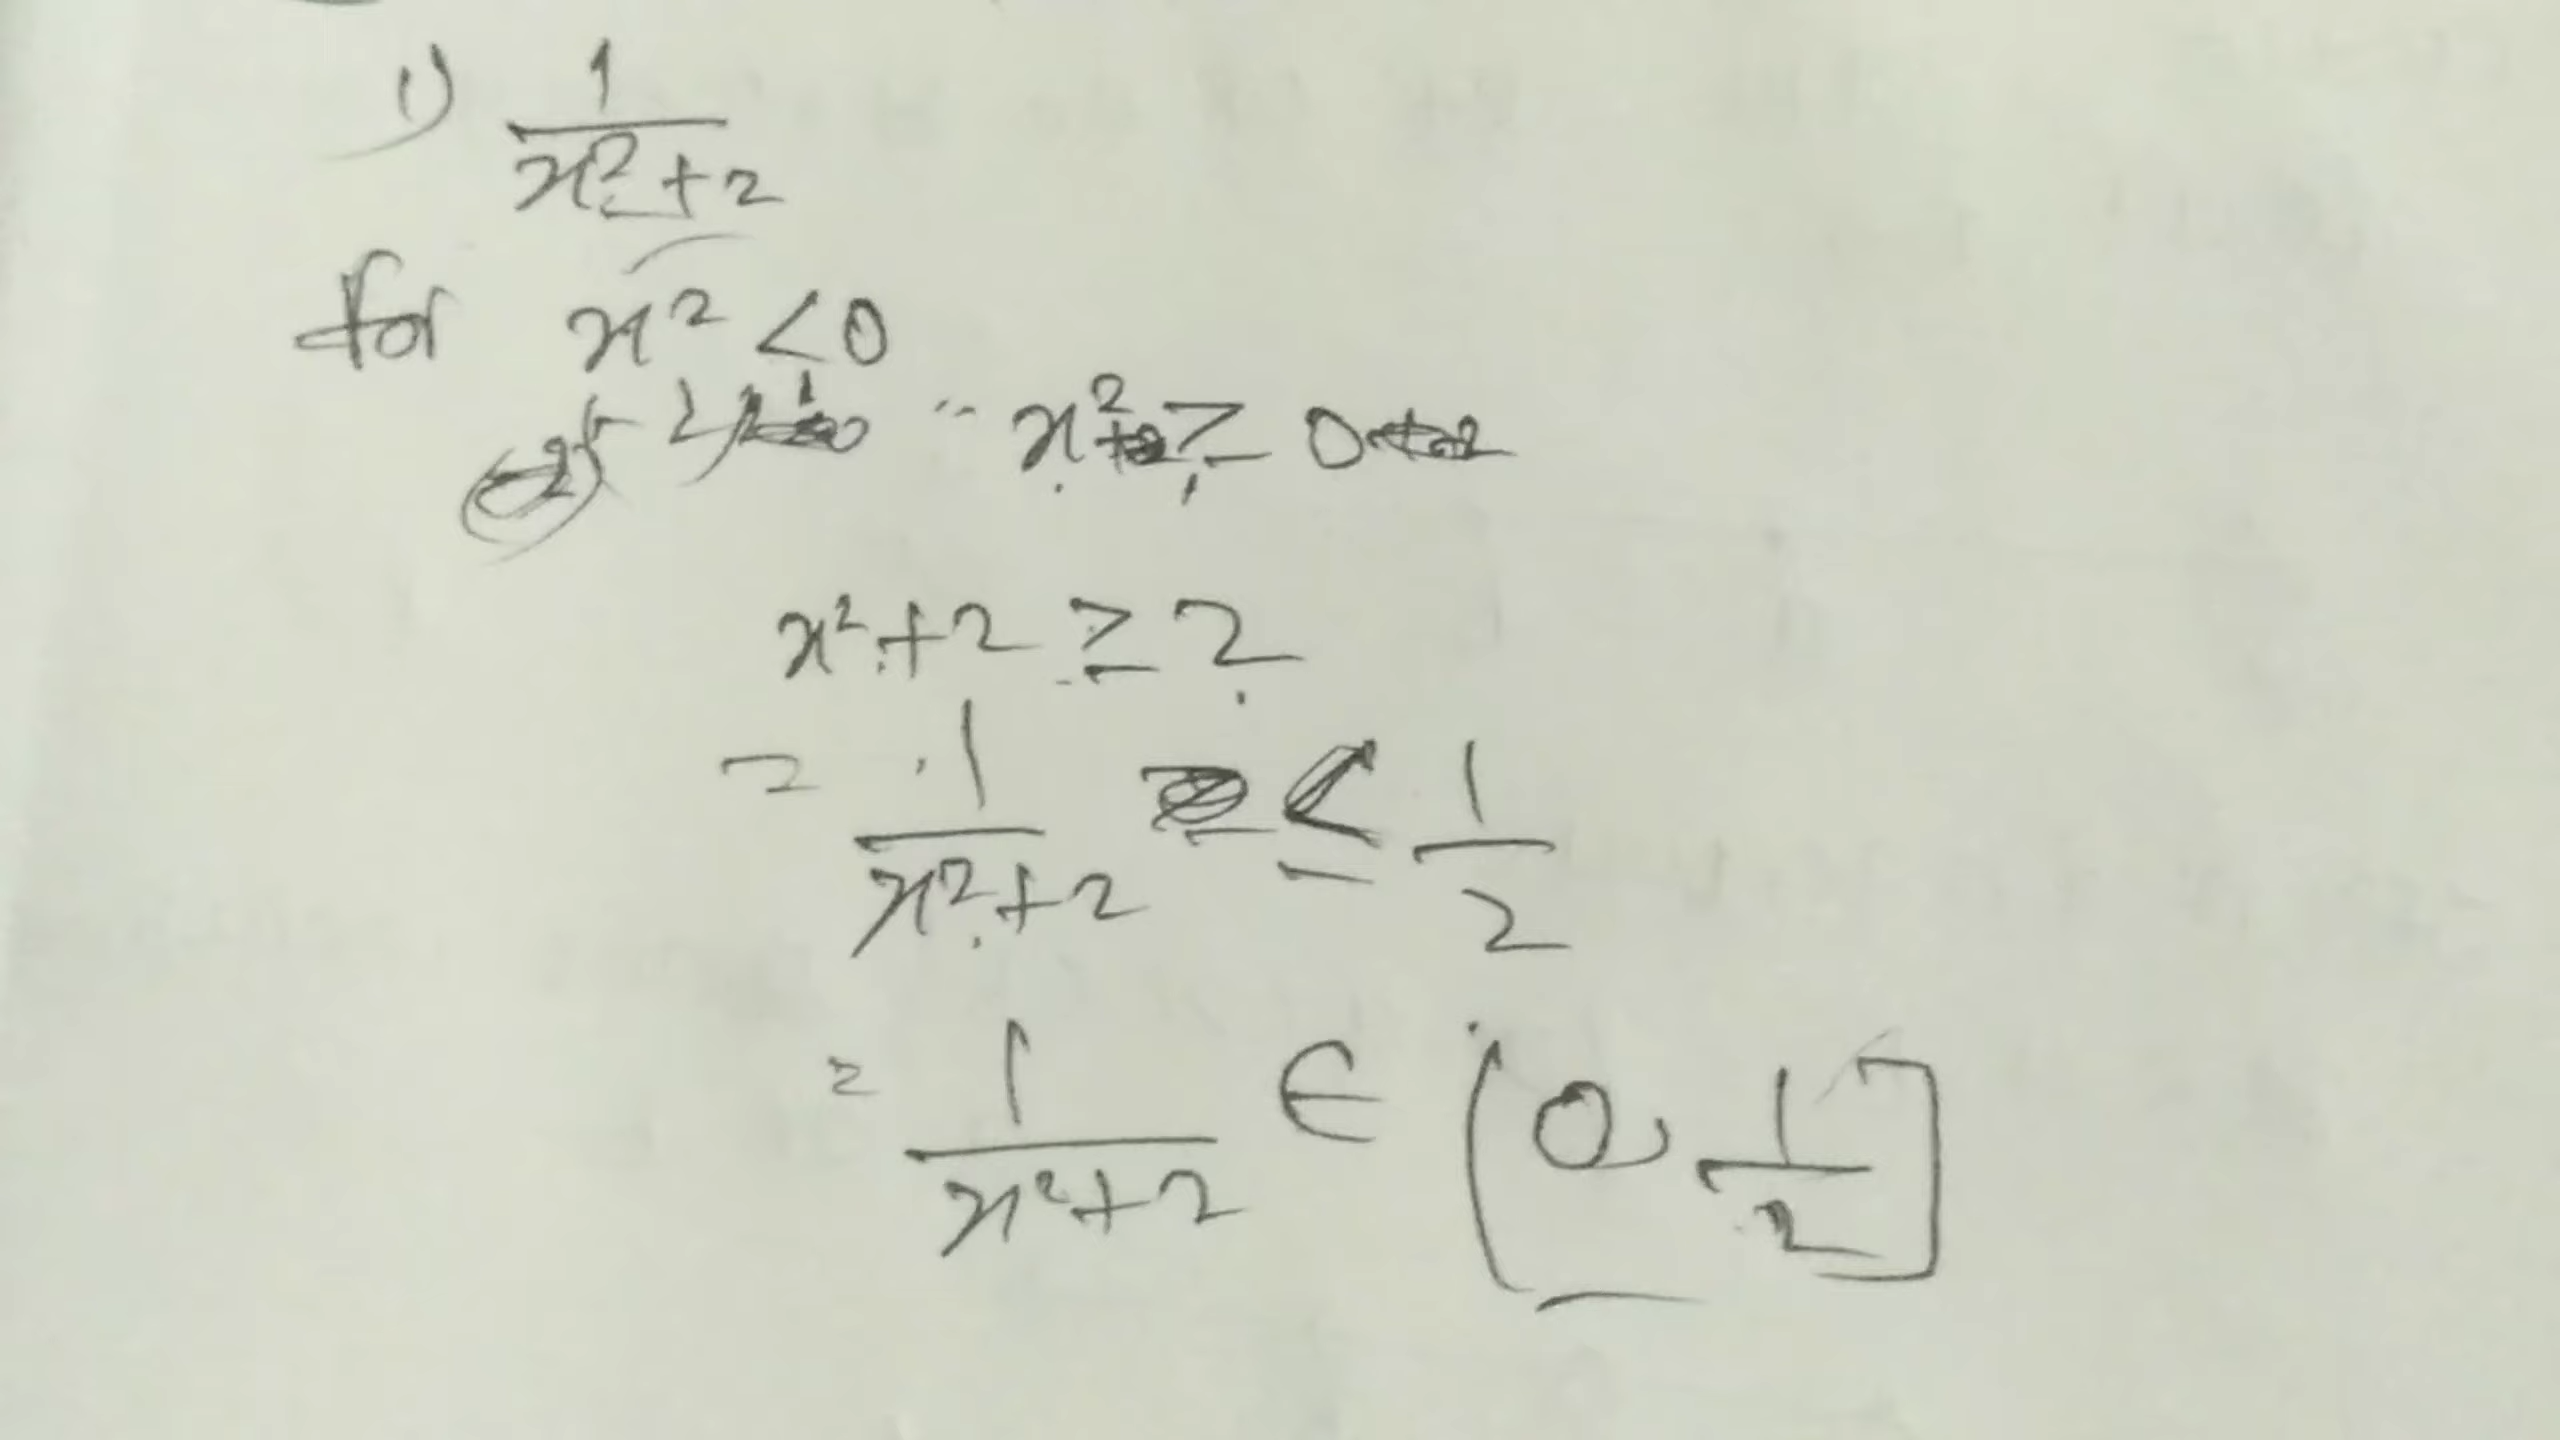 1) 1/(x²+2)
for x² < 0
x² ≥ 0
x²+2 ≥ 2
= 1/(x²+2) ≤ 1/2
= 1/(x²+2) ∈ (0, 1/2]